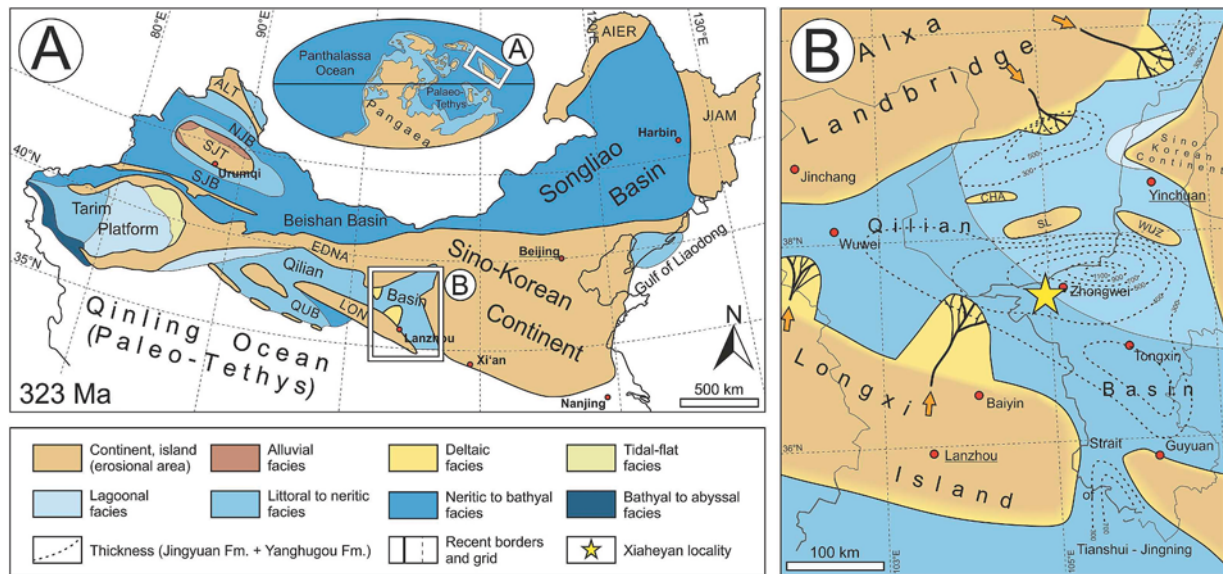 A
80°E
90°E
120°E
130°E
AIER
Panthalassa
Ocean
A
Palaeo-
Tethys
Pangaea
ALT
NJB
SJT
Urumqi
SJB
JIAM
Harbin
Songliao
Basin
40°N
Tarim
Platform
Beishan Basin
EDNA
Beijing
Sino-Korean
Continent
Gulf of Liaodong
35°N
Qilian
Basin
B
QUB
LON
Lanzhou
Xi'an
Nanjing
Qinling Ocean
(Paleo-Tethys)
N
323 Ma
500 km
Continent, island
(erosional area)
Alluvial
facies
Deltaic
facies
Tidal-flat
facies
Lagoonal
facies
Littoral to neritic
facies
Neritic to bathyal
facies
Bathyal to abyssal
facies
Thickness (Jingyuan Fm. + Yanghugou Fm.)
Recent borders
and grid
Xiaheyan locality
B
Alxa
Landbridge
Sino-
Korean
Continent
Jinchang
Yinchuan
CHA
SL
WUZ
Qilian
38°N
Wuwei
Zhongwei
Tongxin
Basin
Longxi
Island
Baiyin
Strait
36°N
Lanzhou
Guyuan
of
Tianshui - Jingning
100 km
103°E
105°E